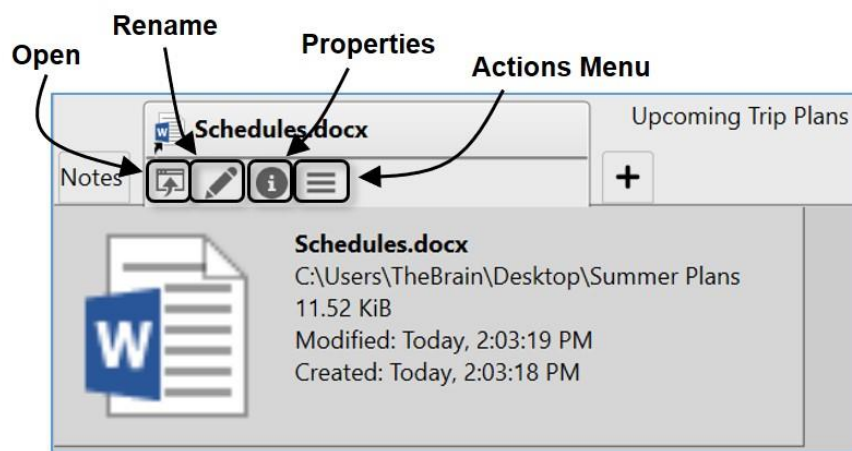 Rename
Open
Properties
Actions Menu
Schedules.docx
Upcoming Trip Plans
Notes
Schedules.docx
C:\Users\TheBrain\Desktop\Summer Plans
11.52 KiB
Modified: Today, 2:03:19 PM
Created: Today, 2:03:18 PM